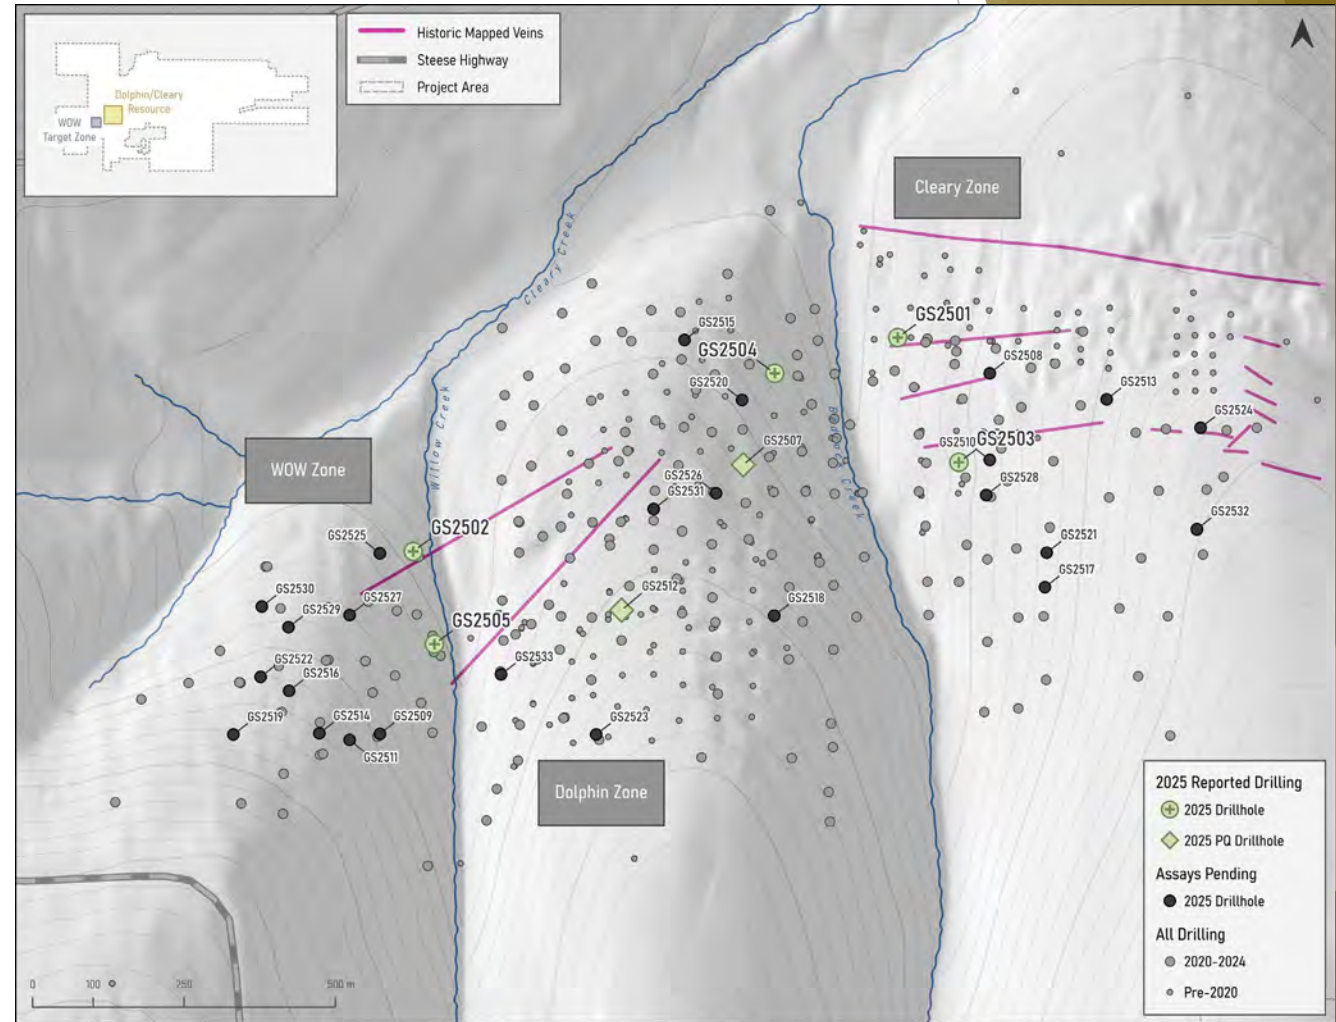 Dolphin/Cleary
Resource
WOW
Target Zone
Historic Mapped Veins
Steese Highway
Project Area
Cleary Zone
Cleary Creek
GS2501
GS2515
GS2504
GS2508
GS2520
GS2513
GS2524
Willow Creek
GS2507
GS2510
GS2503
WOW Zone
GS2526
GS2531
GS2528
GS2502
GS2525
GS2532
GS2521
GS2517
GS2512
GS2530
GS2529
GS2527
GS2518
GS2505
GS2522
GS2516
GS2533
GS2519
GS2514
GS2509
GS2511
GS2523
Dolphin Zone
2025 Reported Drilling
2025 Drillhole
2025 PQ Drillhole
Assays Pending
2025 Drillhole
All Drilling
2020-2024
Pre-2020
0 100 250 500 m